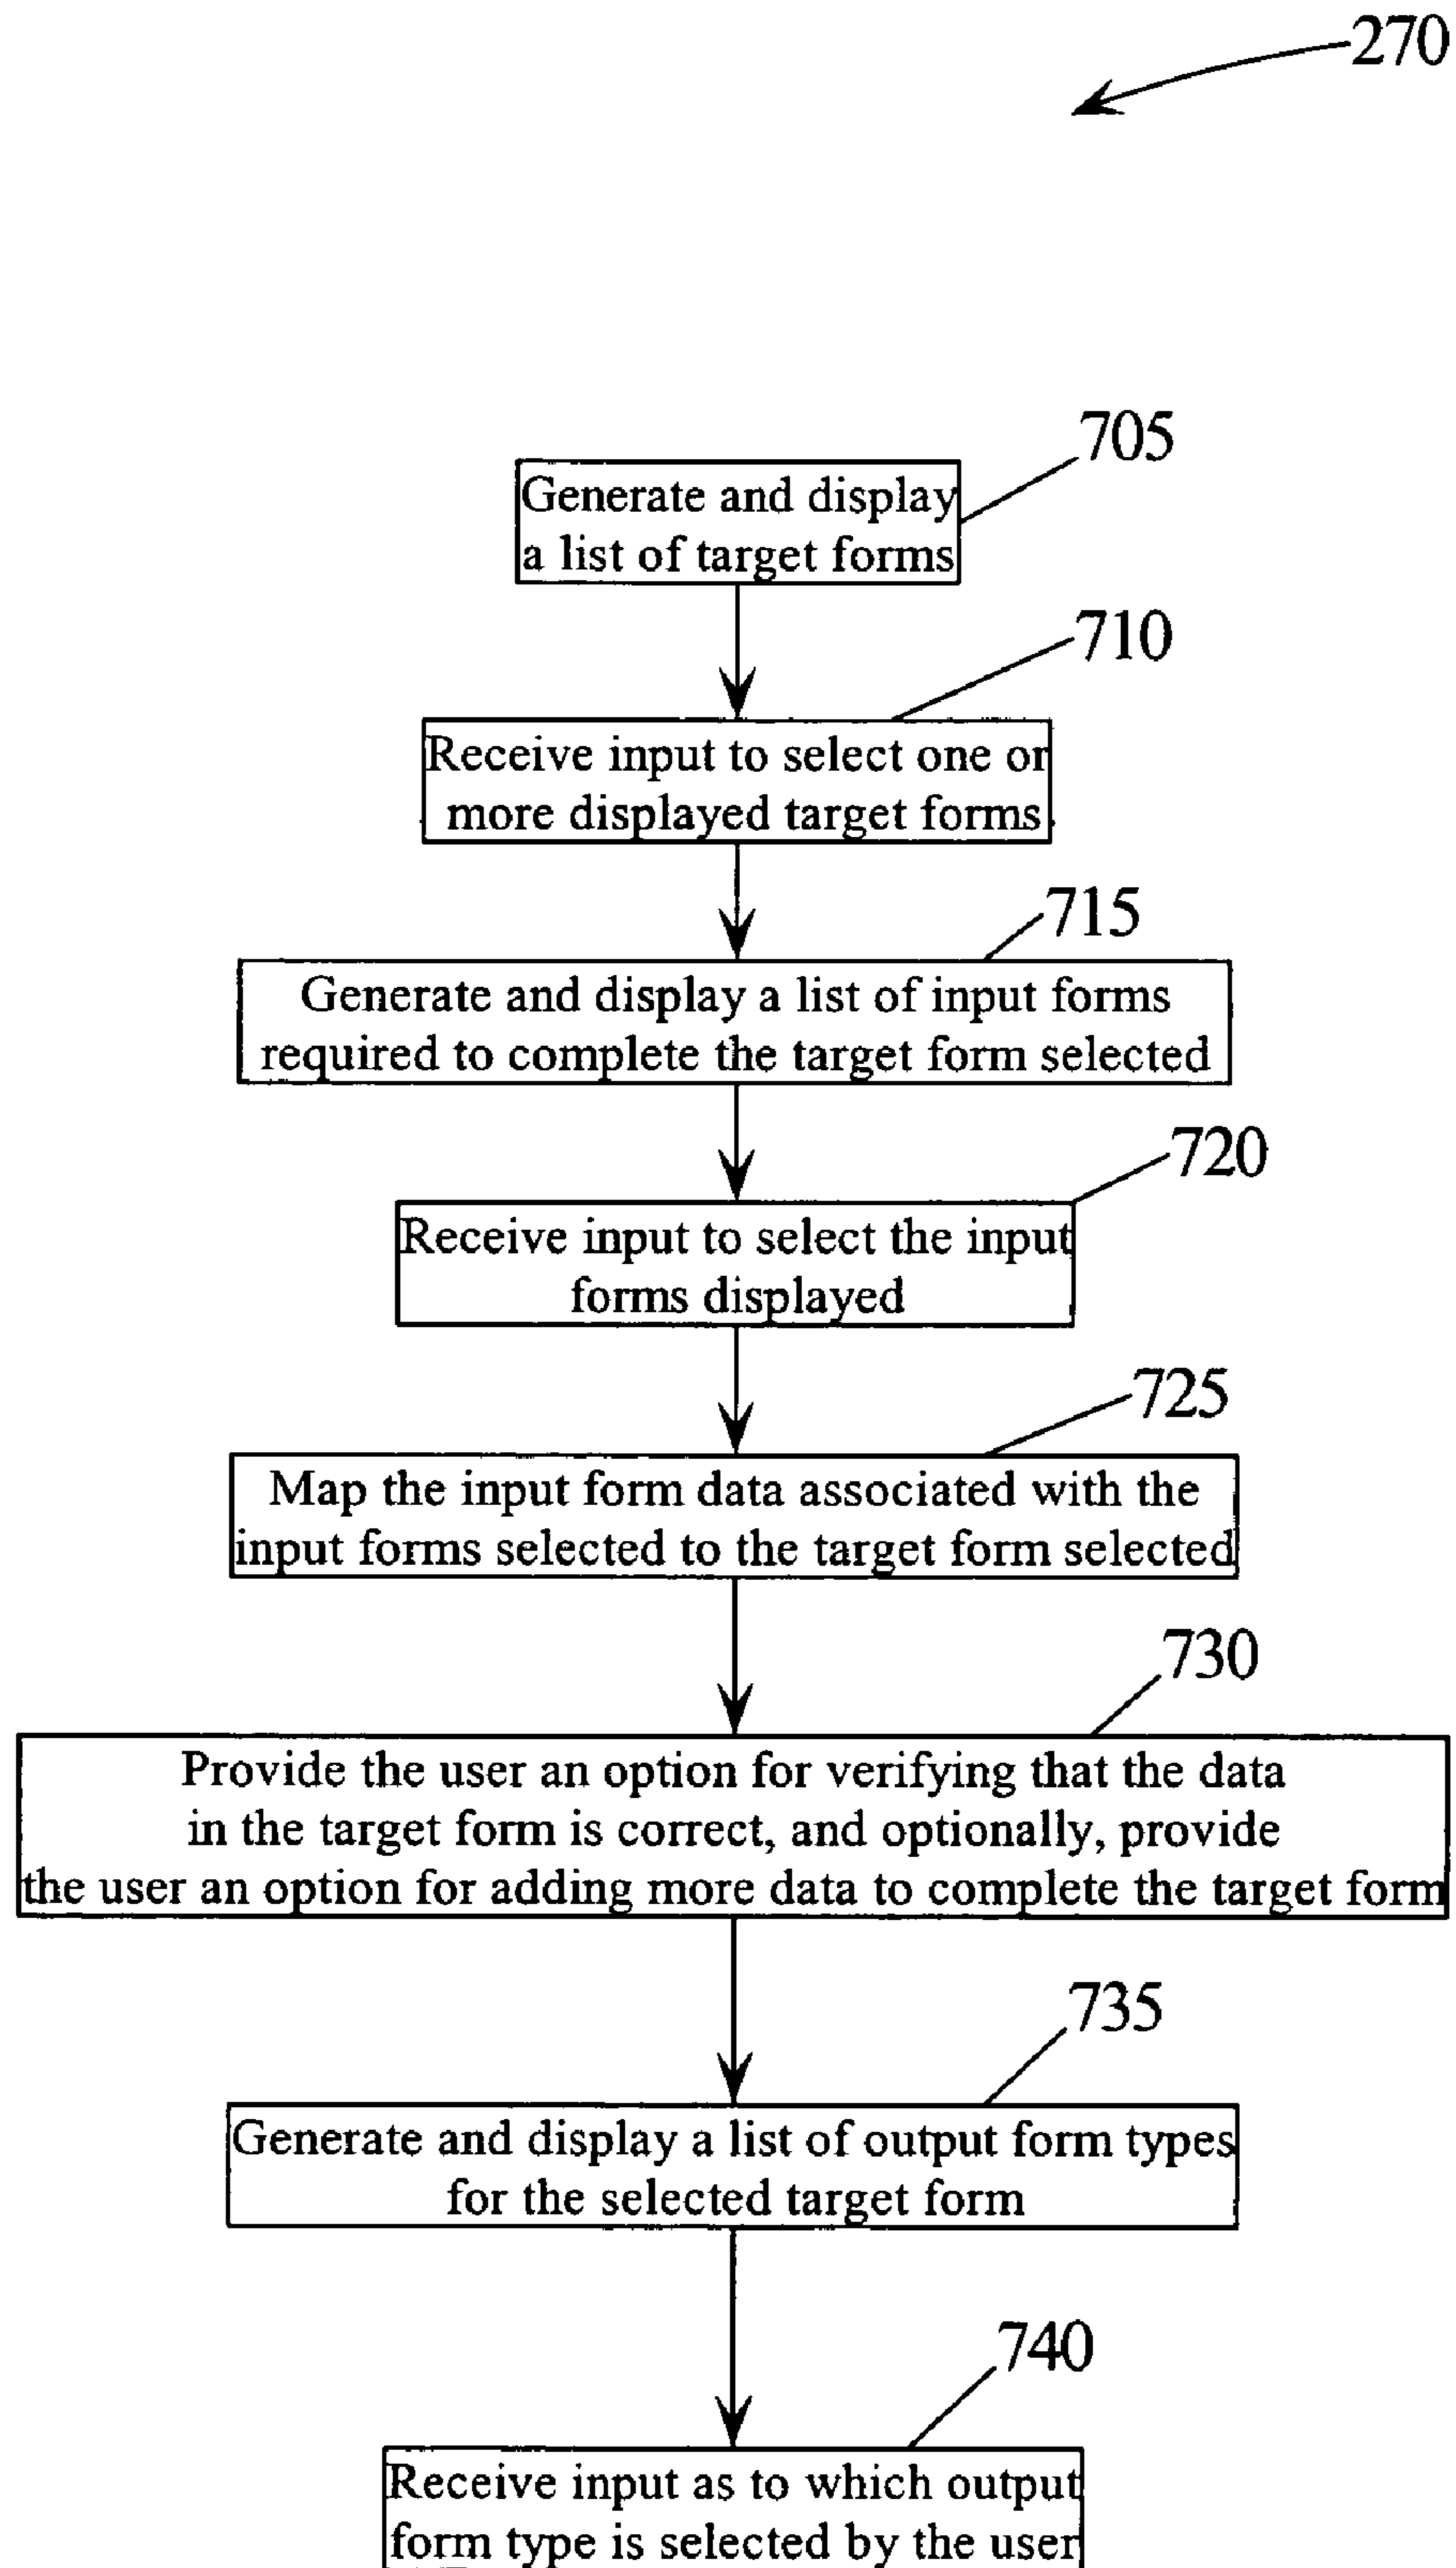 270
705
Generate and display
a list of target forms
710
Receive input to select one or
more displayed target forms
715
Generate and display a list of input forms
required to complete the target form selected
720
Receive input to select the input
forms displayed
725
Map the input form data associated with the
input forms selected to the target form selected
730
Provide the user an option for verifying that the data
in the target form is correct, and optionally, provide
the user an option for adding more data to complete the target form
735
Generate and display a list of output form types
for the selected target form
740
Receive input as to which output
form type is selected by the user